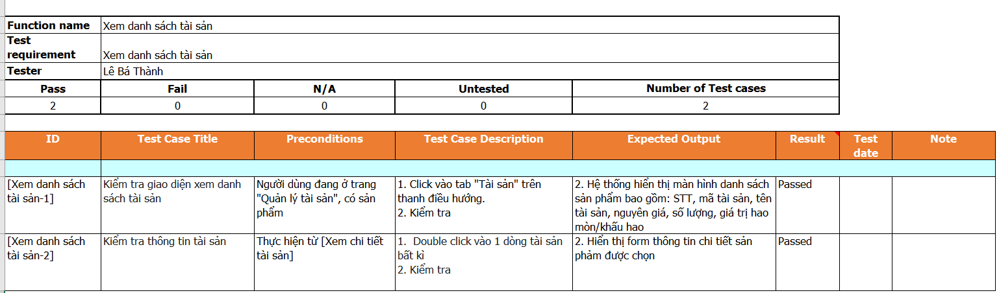 Function name Xem danh sách tài sản
Test
requirement Xem danh sách tài sản
Tester Lê Bá Thành
Pass Fail N/A Untested Number of Test cases
2 0 0 0 2
ID Test Case Title Preconditions Test Case Description Expected Output Result Test date Note
[Xem danh sách
tài sản-1]
Kiểm tra giao diện xem danh
sách tài sản
Người dùng đang ở trang
"Quản lý tài sản", có sản
phẩm
1. Click vào tab "Tài sản" trên
thanh điều hướng.
2. Kiểm tra
2. Hệ thống hiển thị màn hình danh sách
sản phẩm bao gồm: STT, mã tài sản, tên
tài sản, nguyên giá, số lượng, giá trị hao
mòn/khấu hao
Passed
[Xem danh sách
tài sản-2]
Kiểm tra thông tin tài sản
Thực hiện từ [Xem chi tiết
tài sản]
1. Double click vào 1 dòng tài sản
bất kì
2. Kiểm tra
2. Hiển thị form thông tin chi tiết sản
phảm được chọn
Passed